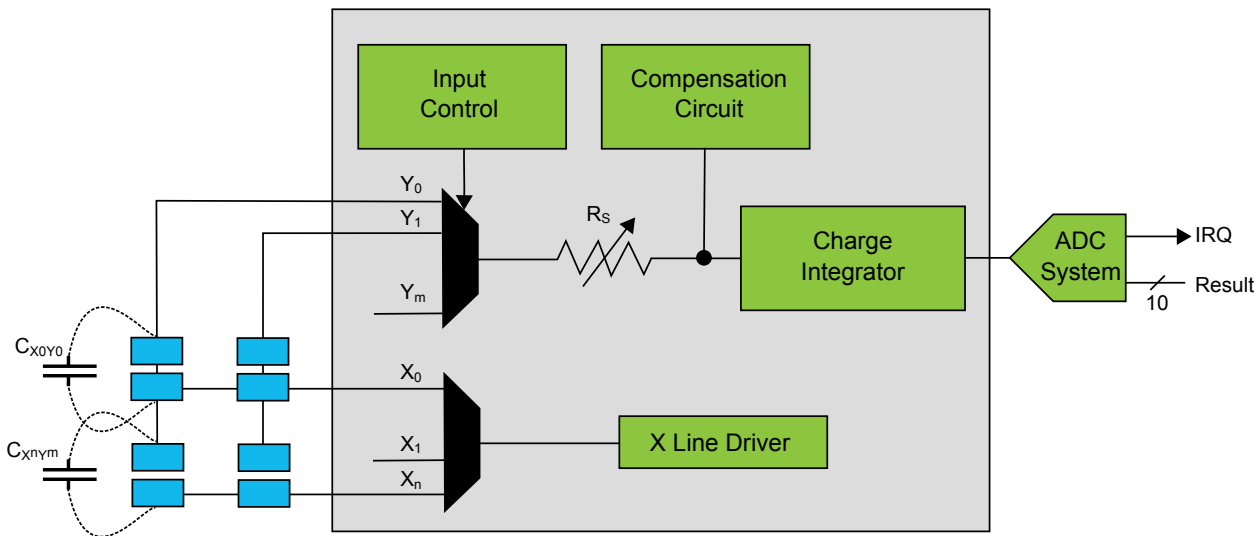 Input
Control
Compensation
Circuit
Y0
Y1
RS
Charge
Integrator
ADC
System
IRQ
Result
10
Ym
CX0Y0
X0
X Line Driver
X1
CXnYm
Xn